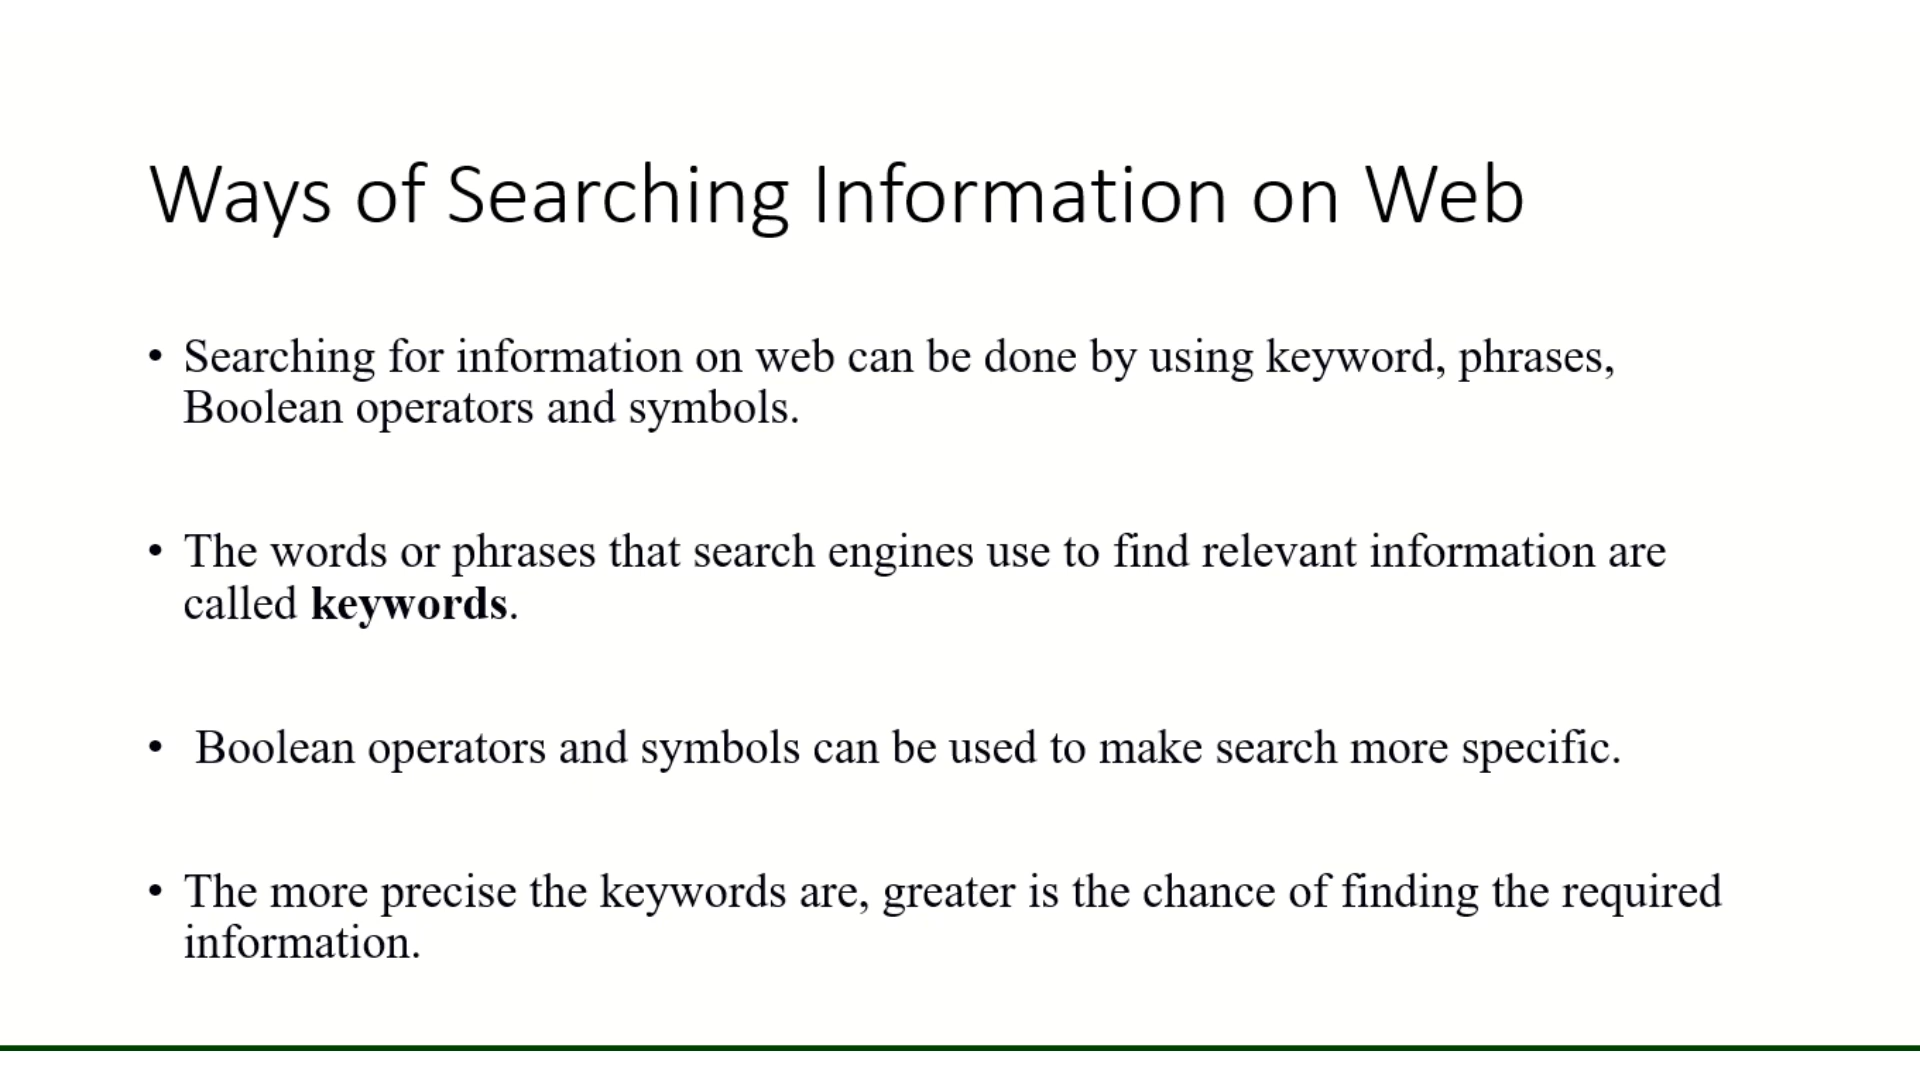 Ways of Searching Information on Web
• Searching for information on web can be done by using keyword, phrases,
Boolean operators and symbols.
• The words or phrases that search engines use to find relevant information are
called keywords.
• Boolean operators and symbols can be used to make search more specific.
• The more precise the keywords are, greater is the chance of finding the required
information.